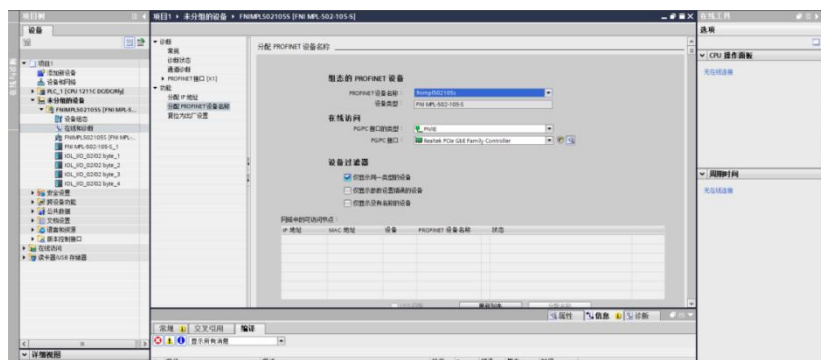 项目树
项目1 ▸ 未分组的设备 ▸ FNIMPL502105S [FNI MPL-502-105-S]
在线工具
设备
选项
项目1
添加新设备
设备和网络
PLC_1 [CPU 1211C DC/DC/Rly]
未分组的设备
FNIMPL502105S [FNI MPL-5...
设备组态
在线和诊断
FNIMPL502105S [FNI MPL-...
FNI MPL-502-105-S_1
IOL_I/O_02/02 byte_1
IOL_I/O_02/02 byte_2
IOL_I/O_02/02 byte_3
IOL_I/O_02/02 byte_4
安全设置
跨设备功能
公共数据
文档设置
语言和资源
版本控制接口
在线访问
读卡器/USB 存储器
详细视图
诊断
常规
诊断状态
通道诊断
PROFINET 接口 [X1]
功能
分配 IP 地址
分配 PROFINET 设备名称
复位为出厂设置
分配 PROFINET 设备名称
组态的 PROFINET 设备
PROFINET 设备名称：
fnimpl502105s
设备类型：
FNI MPL-502-105-S
在线访问
PG/PC 接口的类型：
PN/IE
PG/PC 接口：
Realtek PCIe GbE Family Controller
设备过滤器
仅显示同一类型的设备
仅显示参数设置错误的设备
仅显示没有名称的设备
网络中的可访问节点：
IP 地址 MAC 地址 设备 PROFINET 设备名称 状态
属性 信息 诊断
常规 交叉引用 编译
显示所有消息
CPU 操作面板
无在线连接
周期时间
无在线连接